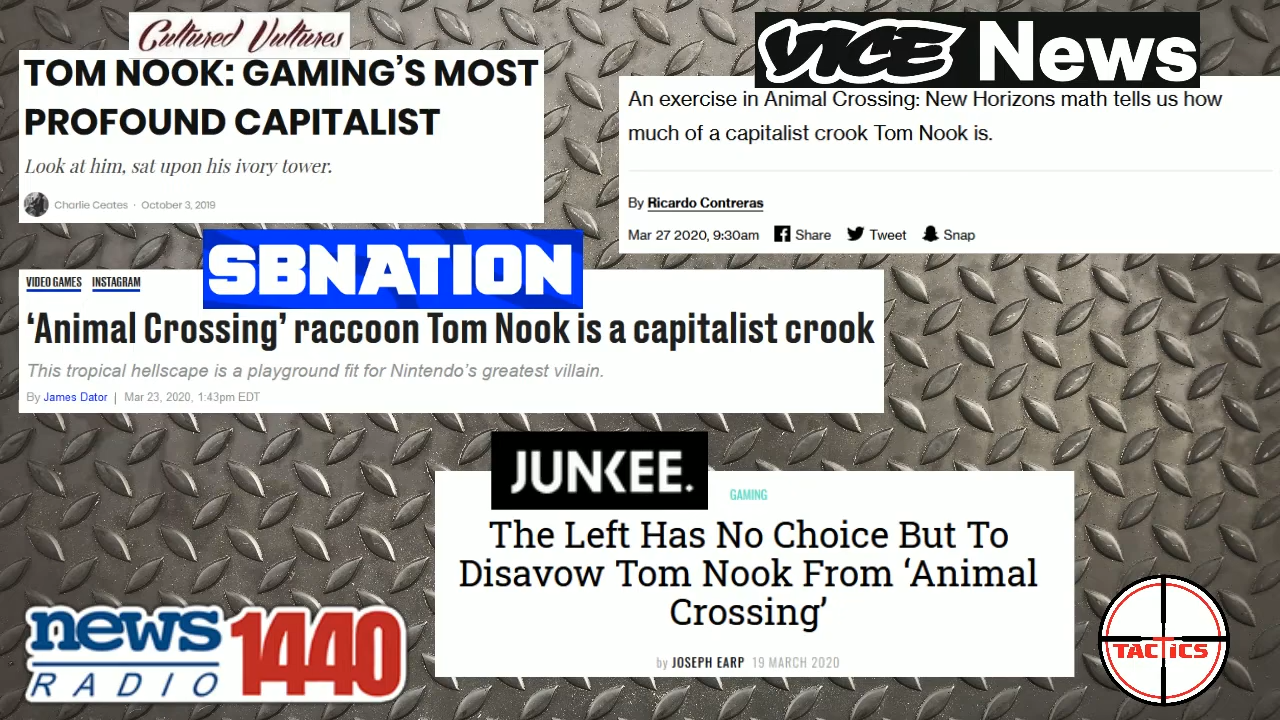 Cultured Vultures
TOM NOOK: GAMING'S MOST
PROFOUND CAPITALIST
Look at him, sat upon his ivory tower.
Charlie Ceates · October 3, 2019
VICE News
An exercise in Animal Crossing: New Horizons math tells us how
much of a capitalist crook Tom Nook is.
By Ricardo Contreras
Mar 27 2020, 9:30am Share Tweet Snap
SBNATION
VIDEO GAMES INSTAGRAM
'Animal Crossing' raccoon Tom Nook is a capitalist crook
This tropical hellscape is a playground fit for Nintendo's greatest villain.
By James Dator | Mar 23, 2020, 1:43pm EDT
JUNKEE.
GAMING
The Left Has No Choice But To
Disavow Tom Nook From 'Animal
Crossing'
by JOSEPH EARP 19 MARCH 2020
news 1440
RADIO
TACTICS